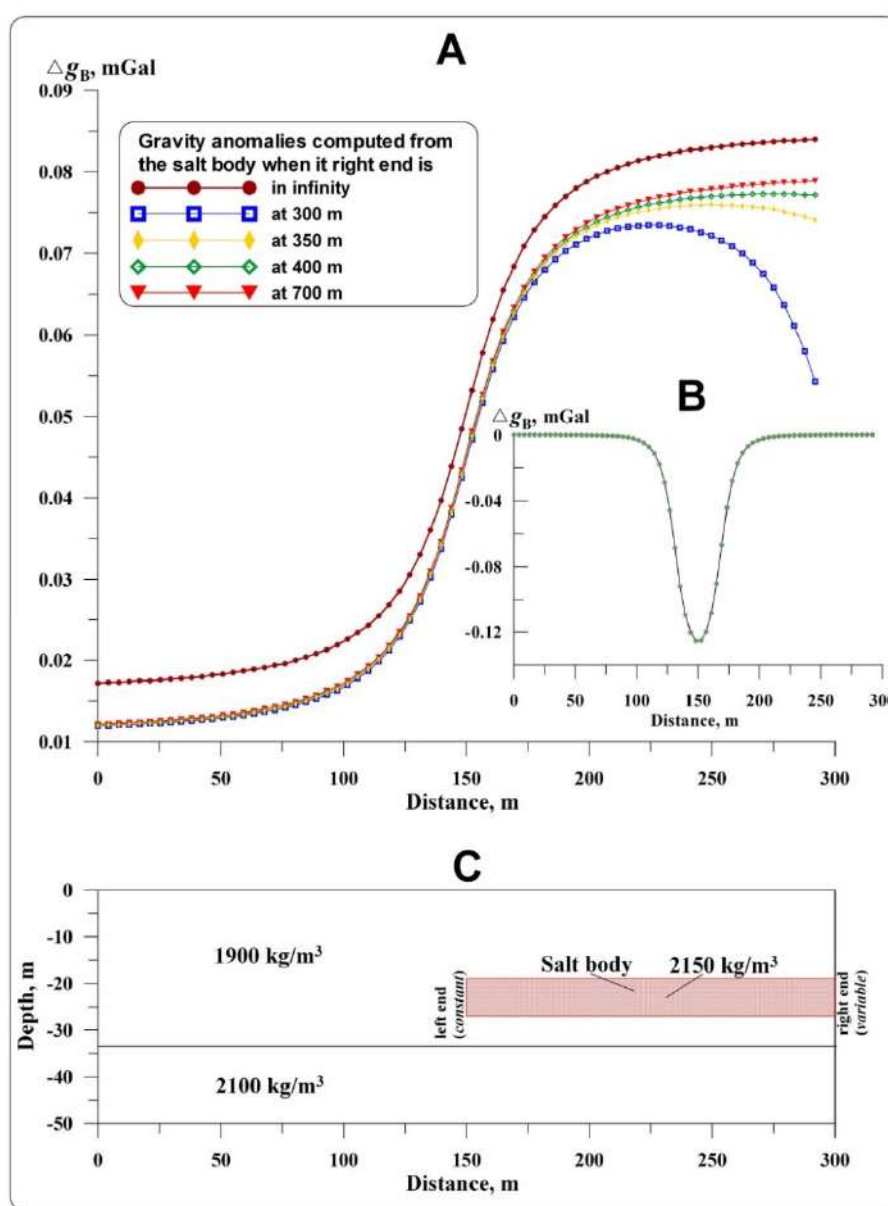 A
△gB, mGal
0.09
0.08
0.07
0.06
0.05
0.04
0.03
0.02
0.01
Gravity anomalies computed from
the salt body when it right end is
in infinity
at 300 m
at 350 m
at 400 m
at 700 m
0 50 100 150 200 250 300
Distance, m
B
△gB, mGal
0
-0.04
-0.08
-0.12
0 50 100 150 200 250 300
Distance, m
C
0
-10
-20
-30
-40
-50
Depth, m
1900 kg/m³
Salt body 2150 kg/m³
left end
(constant)
right end
(variable)
2100 kg/m³
0 50 100 150 200 250 300
Distance, m